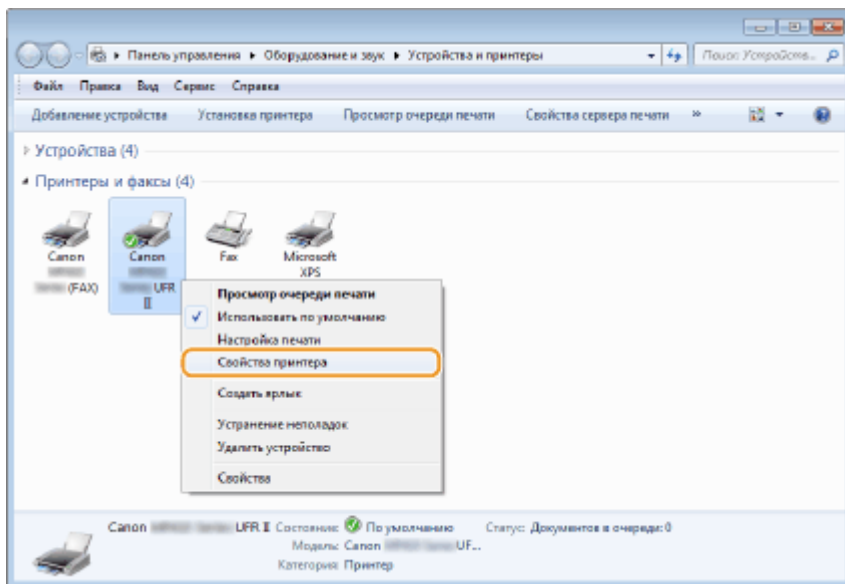 Панель управления ▸ Оборудование и звук ▸ Устройства и принтеры
Поиск: Устройств...
Файл Правка Вид Сервис Справка
Добавление устройства Установка принтера Просмотр очереди печати Свойства сервера печати »
Устройства (4)
Принтеры и факсы (4)
Canon
(FAX)
Canon
UFR
II
Fax
Microsoft
XPS
Просмотр очереди печати
Использовать по умолчанию
Настройка печати
Свойства принтера
Создать ярлык
Устранение неполадок
Удалить устройство
Свойства
Canon UFR II Состояние: По умолчанию Статус: Документов в очереди: 0
Модель: Canon UF...
Категория: Принтер